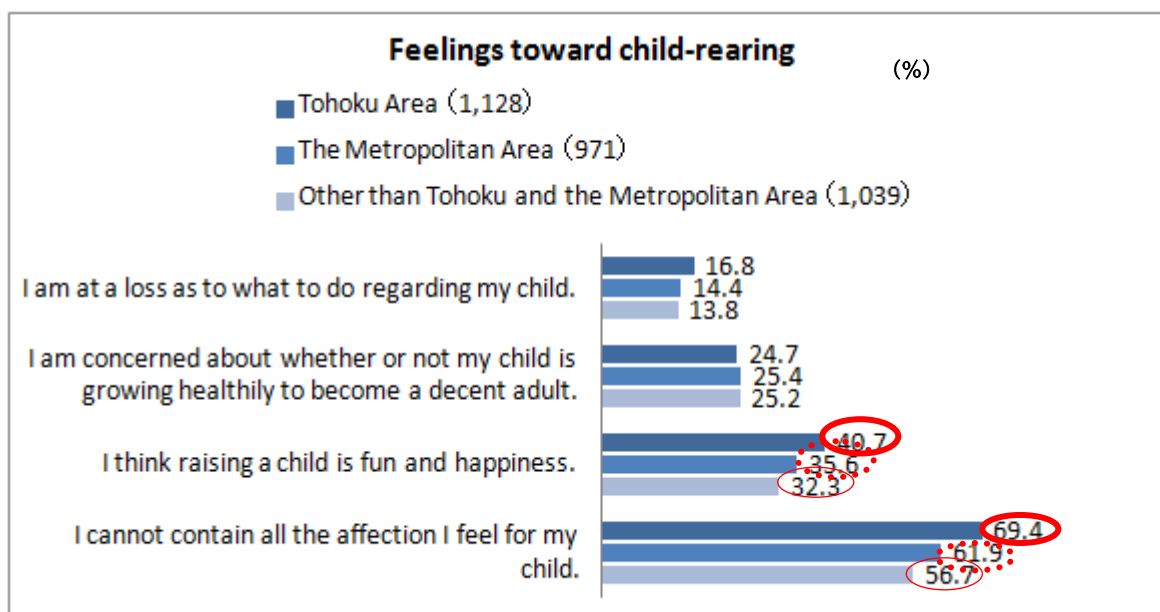 Feelings toward child-rearing
(%)
Tohoku Area (1,128)
The Metropolitan Area (971)
Other than Tohoku and the Metropolitan Area (1,039)
I am at a loss as to what to do regarding my child.
16.8
14.4
13.8
I am concerned about whether or not my child is
growing healthily to become a decent adult.
24.7
25.4
25.2
I think raising a child is fun and happiness.
40.7
35.6
32.3
I cannot contain all the affection I feel for my
child.
69.4
61.9
56.7